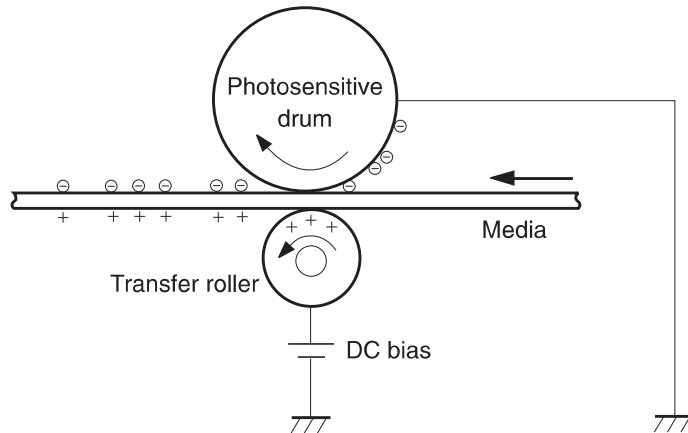 Photosensitive
drum
Media
Transfer roller
DC bias